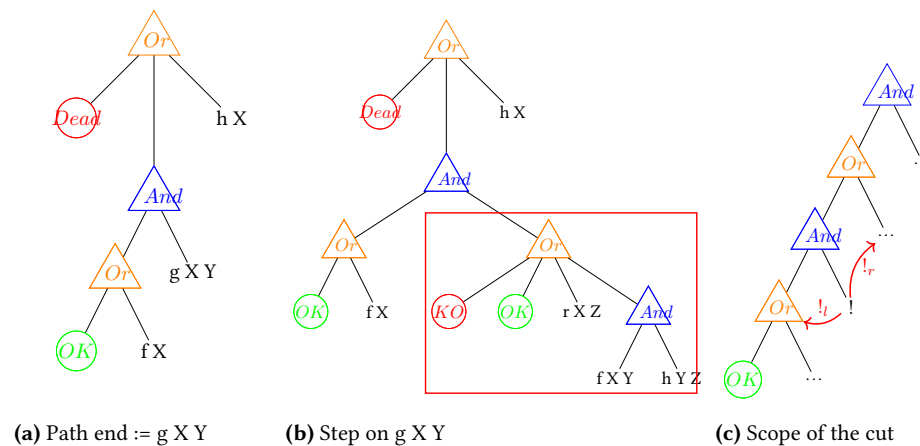 Or
Dead
h X
And
Or
g X Y
OK
f X
(a) Path end := g X Y
Or
Dead
h X
And
Or
Or
OK
f X
KO
OK
r X Z
And
f X Y
h Y Z
(b) Step on g X Y
And
Or
.
And
...
!r
Or
!l
!
OK
...
(c) Scope of the cut